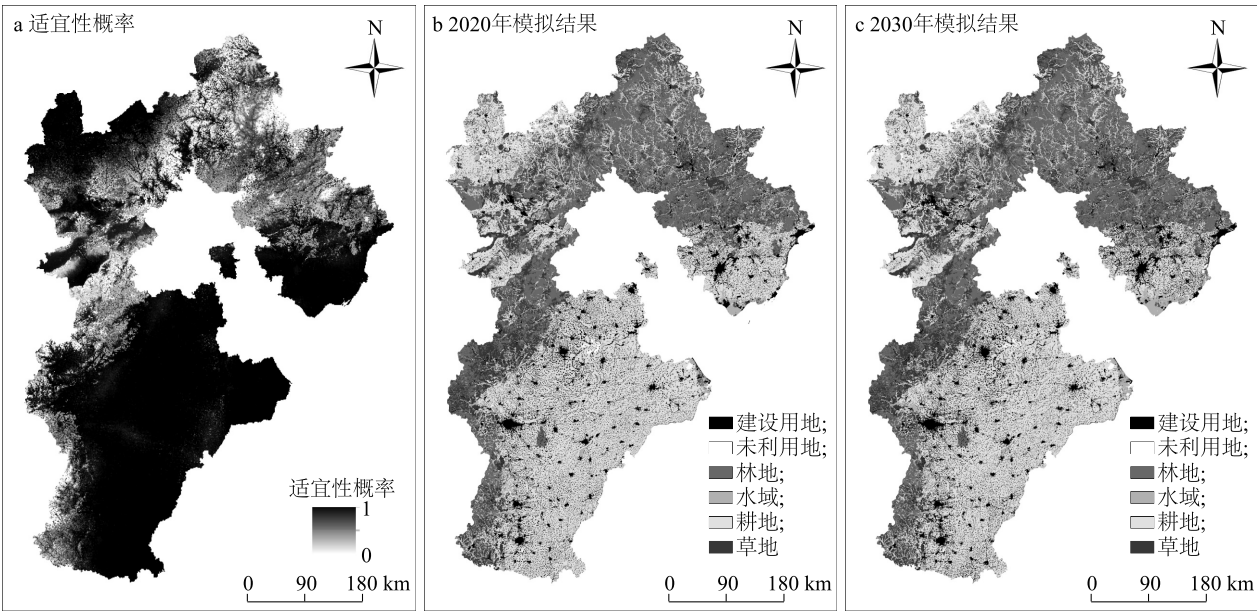 a 适宜性概率
N
适宜性概率
1
0
0 90 180 km
b 2020年模拟结果
N
建设用地;
未利用地;
林地;
水域;
耕地;
草地
0 90 180 km
c 2030年模拟结果
N
建设用地;
未利用地;
林地;
水域;
耕地;
草地
0 90 180 km